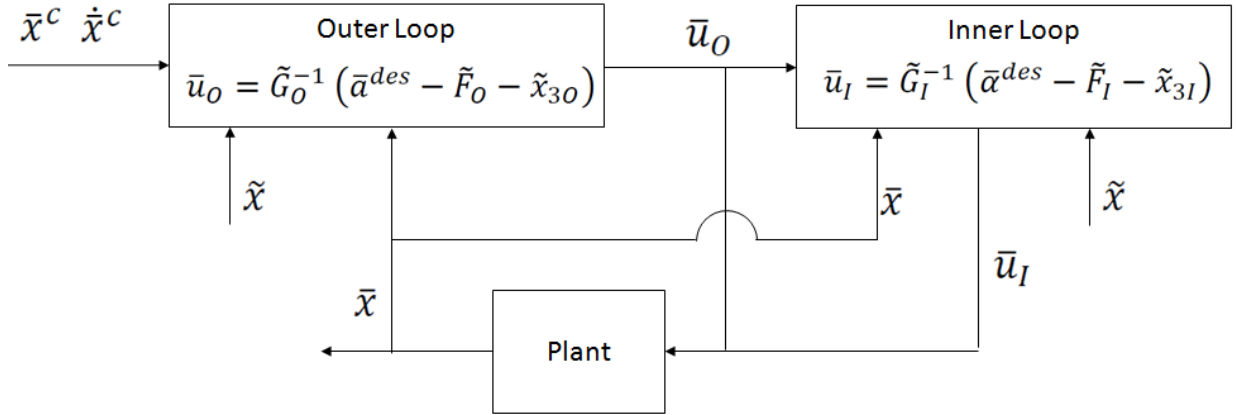 x̄ᶜ ẋ̄ᶜ
Outer Loop
ū_O = G̃_O⁻¹ (ā^des − F̃_O − x̃_3O)
ū_O
Inner Loop
ū_I = G̃_I⁻¹ (ᾱ^des − F̃_I − x̃_3I)
x̃
x̄
x̃
x̄
ū_I
Plant